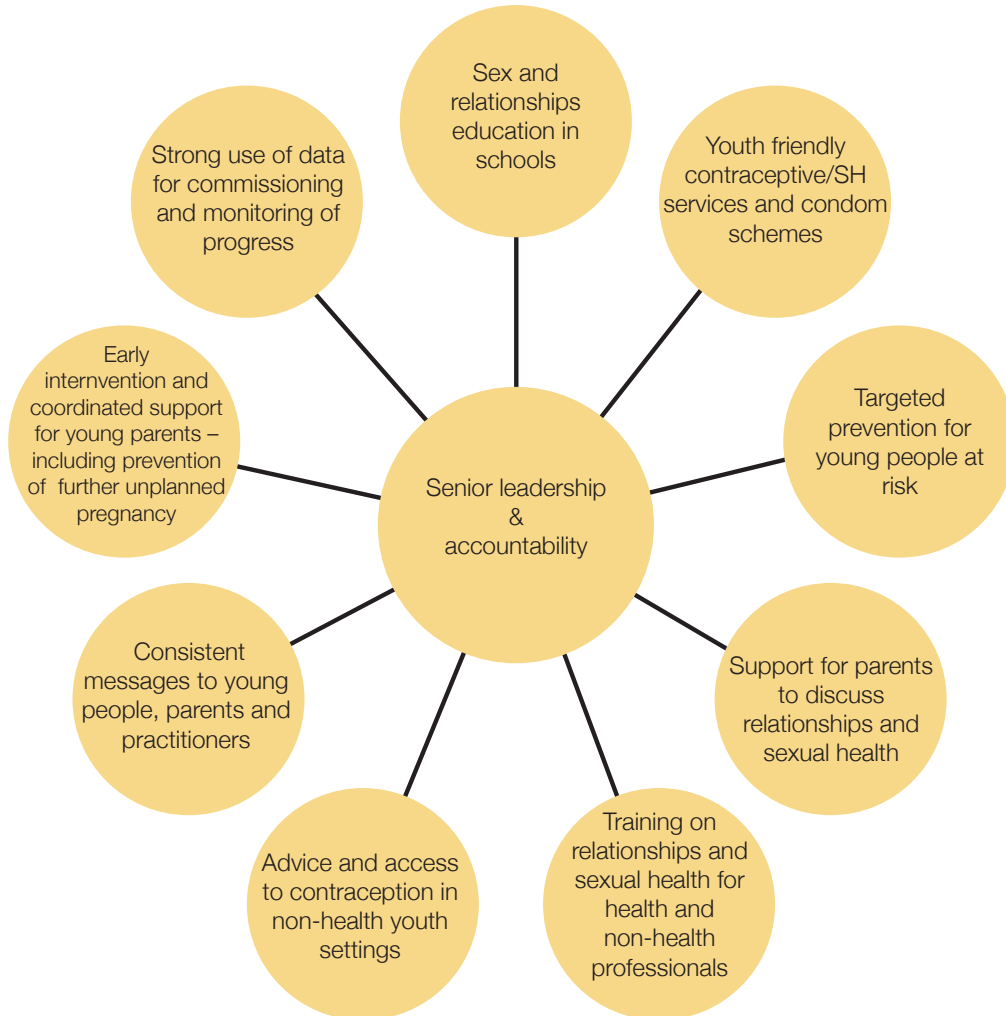 Sex and
relationships
education in
schools
Youth friendly
contraceptive/SH
services and condom
schemes
Targeted
prevention for
young people at
risk
Support for parents
to discuss
relationships and
sexual health
Training on
relationships and
sexual health for
health and
non-health
professionals
Advice and access
to contraception in
non-health youth
settings
Consistent
messages to young
people, parents and
practitioners
Early
internvention and
coordinated support
for young parents –
including prevention
of further unplanned
pregnancy
Strong use of data
for commissioning
and monitoring of
progress
Senior leadership
&
accountability